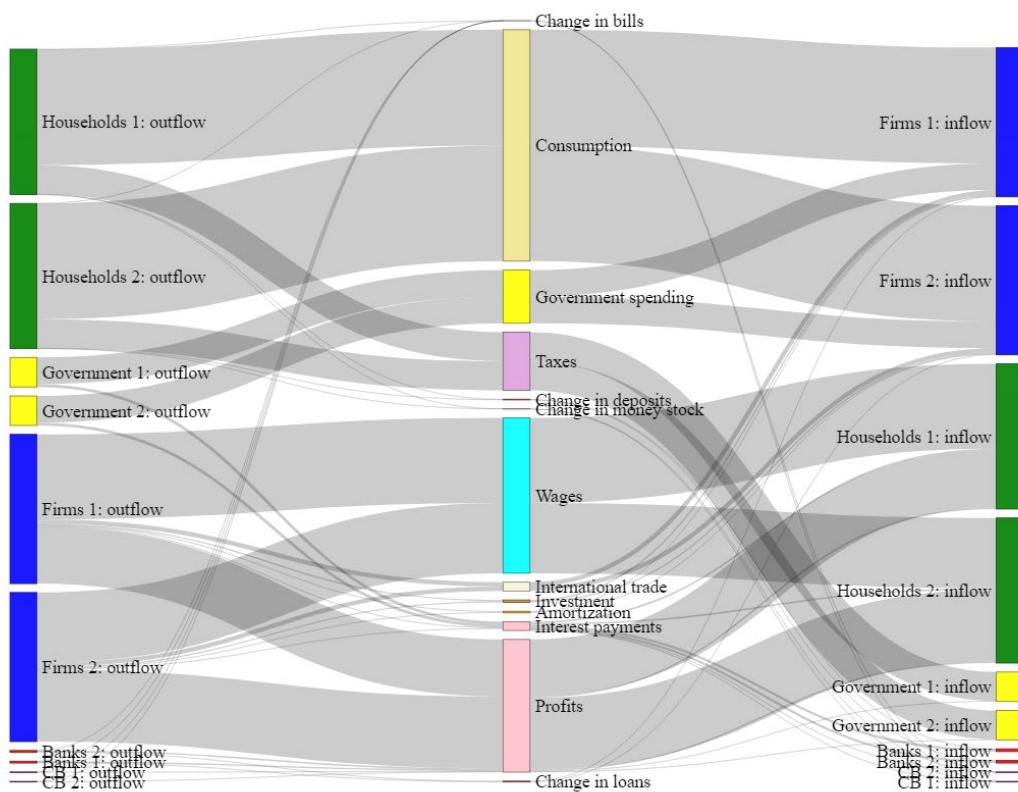 Change in bills
Households 1: outflow
Consumption
Firms 1: inflow
Households 2: outflow
Firms 2: inflow
Government spending
Taxes
Government 1: outflow
Change in deposits
Change in money stock
Government 2: outflow
Households 1: inflow
Firms 1: outflow
Wages
International trade
Households 2: inflow
Investment
Amortization
Interest payments
Firms 2: outflow
Government 1: inflow
Profits
Government 2: inflow
Banks 2: outflow
Banks 1: inflow
Banks 1: outflow
Banks 2: inflow
CB 1: outflow
CB 2: inflow
CB 2: outflow
Change in loans
CB 1: inflow